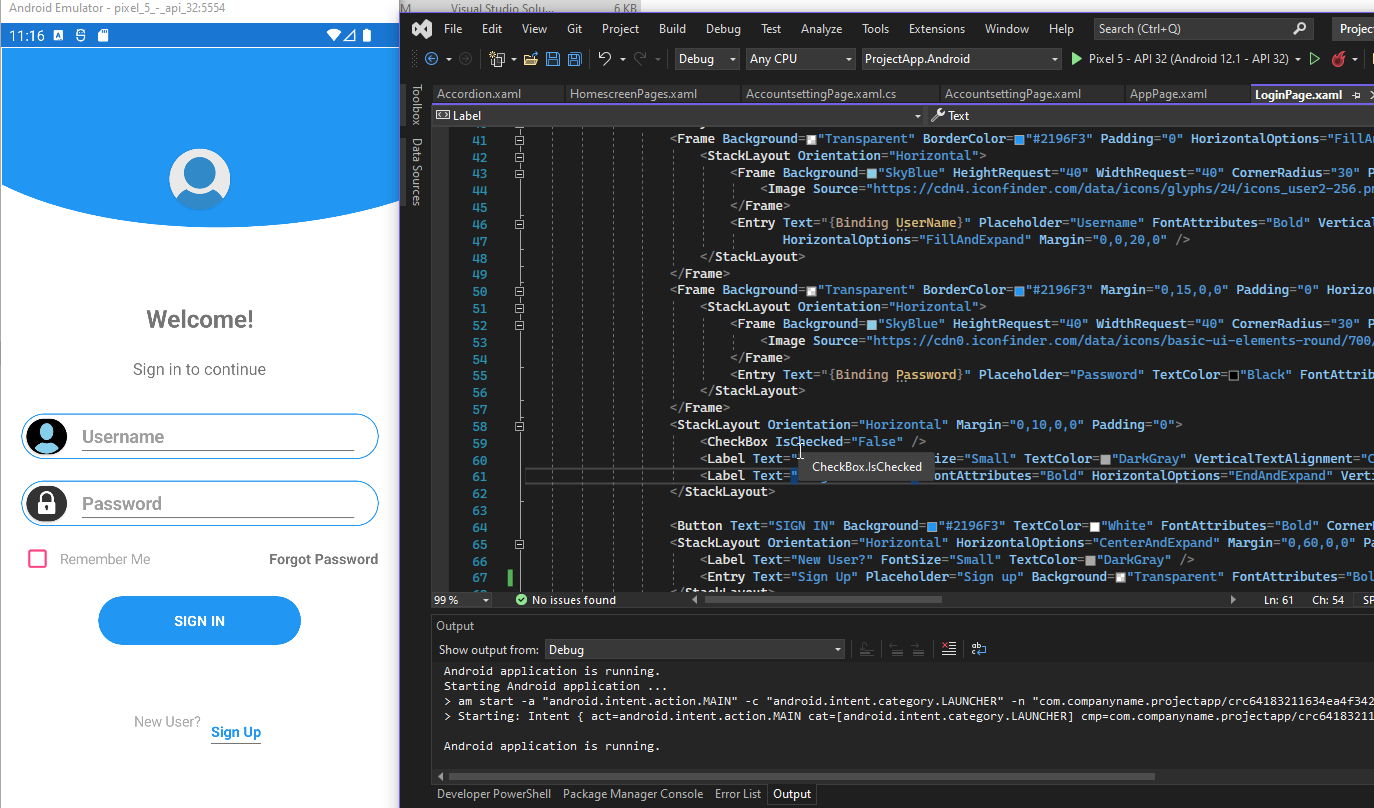 Android Emulator - pixel_5_-_api_32:5554
11:16
Welcome!
Sign in to continue
Username
Password
Remember Me
Forgot Password
SIGN IN
New User?
Sign Up
M Visual Studio Solu... 6 KB
File Edit View Git Project Build Debug Test Analyze Tools Extensions Window Help Search (Ctrl+Q) Projec
Debug Any CPU ProjectApp.Android Pixel 5 - API 32 (Android 12.1 - API 32)
Toolbox
Data Sources
Accordion.xaml HomescreenPages.xaml AccountsettingPage.xaml.cs AccountsettingPage.xaml AppPage.xaml LoginPage.xaml
Label Text
41 <Frame Background="Transparent" BorderColor="#2196F3" Padding="0" HorizontalOptions="FillAn
42 <StackLayout Orientation="Horizontal">
43 <Frame Background="SkyBlue" HeightRequest="40" WidthRequest="40" CornerRadius="30" P
44 <Image Source="https://cdn4.iconfinder.com/data/icons/glyphs/24/icons_user2-256.pn
45 </Frame>
46 <Entry Text="{Binding UserName}" Placeholder="Username" FontAttributes="Bold" Vertical
47 HorizontalOptions="FillAndExpand" Margin="0,0,20,0" />
48 </StackLayout>
49 </Frame>
50 <Frame Background="Transparent" BorderColor="#2196F3" Margin="0,15,0,0" Padding="0" Horizon
51 <StackLayout Orientation="Horizontal">
52 <Frame Background="SkyBlue" HeightRequest="40" WidthRequest="40" CornerRadius="30" P
53 <Image Source="https://cdn0.iconfinder.com/data/icons/basic-ui-elements-round/700/
54 </Frame>
55 <Entry Text="{Binding Password}" Placeholder="Password" TextColor="Black" FontAttrib
56 </StackLayout>
57 </Frame>
58 <StackLayout Orientation="Horizontal" Margin="0,10,0,0" Padding="0">
59 <CheckBox IsChecked="False" />
60 <Label Text= ize="Small" TextColor="DarkGray" VerticalTextAlignment="C
61 <Label Text=" FontAttributes="Bold" HorizontalOptions="EndAndExpand" Verti
CheckBox.IsChecked
62 </StackLayout>
63
64 <Button Text="SIGN IN" Background="#2196F3" TextColor="White" FontAttributes="Bold" CornerR
65 <StackLayout Orientation="Horizontal" HorizontalOptions="CenterAndExpand" Margin="0,60,0,0" Pa
66 <Label Text="New User?" FontSize="Small" TextColor="DarkGray" />
67 <Entry Text="Sign Up" Placeholder="Sign up" Background="Transparent" FontAttributes="Bol
</StackLayout>
99 % No issues found Ln: 61 Ch: 54 SP
Output
Show output from: Debug
Android application is running.
Starting Android application ...
> am start -a "android.intent.action.MAIN" -c "android.intent.category.LAUNCHER" -n "com.companyname.projectapp/crc64183211634ea4f342
> Starting: Intent { act=android.intent.action.MAIN cat=[android.intent.category.LAUNCHER] cmp=com.companyname.projectapp/crc6418321
Android application is running.
Developer PowerShell Package Manager Console Error List Output